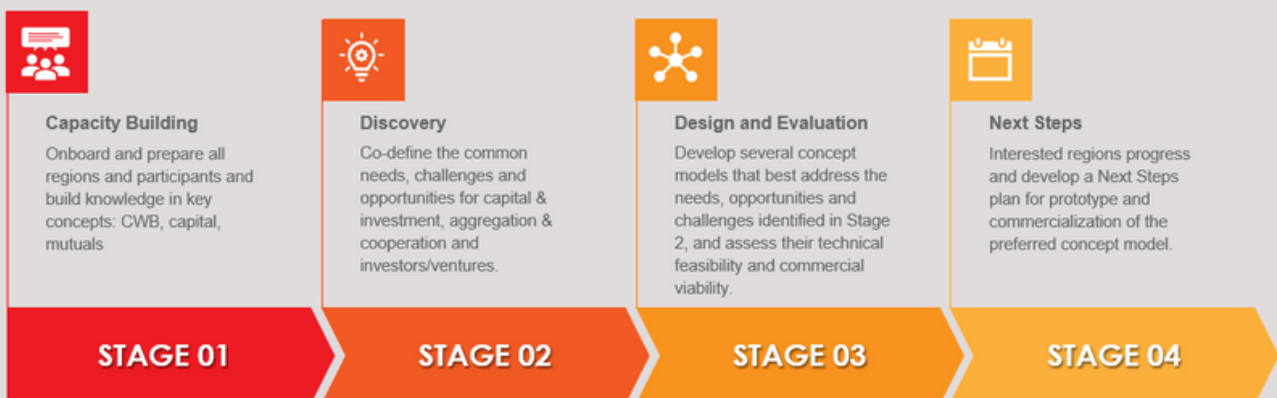 Capacity Building
Onboard and prepare all
regions and participants and
build knowledge in key
concepts: CWB, capital,
mutuals
STAGE 01
Discovery
Co-define the common
needs, challenges and
opportunities for capital &
investment, aggregation &
cooperation and
investors/ventures.
STAGE 02
Design and Evaluation
Develop several concept
models that best address the
needs, opportunities and
challenges identified in Stage
2, and assess their technical
feasibility and commercial
viability.
STAGE 03
Next Steps
Interested regions progress
and develop a Next Steps
plan for prototype and
commercialization of the
preferred concept model.
STAGE 04